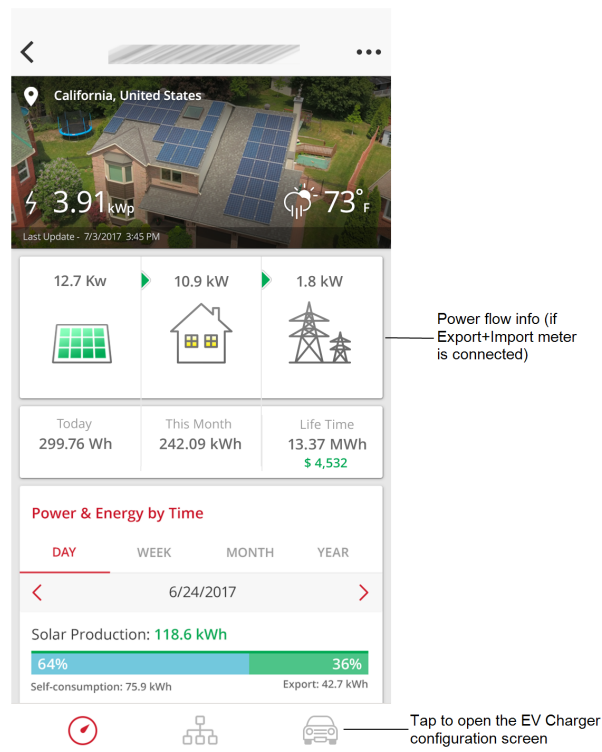 California, United States
3.91kWp
73°F
Last Update - 7/3/2017 3:45 PM
12.7 Kw
10.9 kW
1.8 kW
Power flow info (if
Export+Import meter
is connected)
Today
299.76 Wh
This Month
242.09 kWh
Life Time
13.37 MWh
$ 4,532
Power & Energy by Time
DAY WEEK MONTH YEAR
6/24/2017
Solar Production: 118.6 kWh
64% 36%
Self-consumption: 75.9 kWh Export: 42.7 kWh
Tap to open the EV Charger
configuration screen